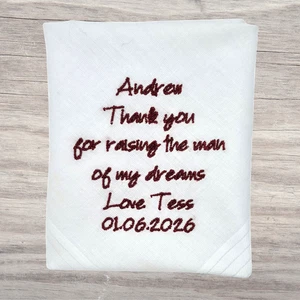 Andrew
Thank you
for raising the man
of my dreams
Love Tess
01.06.2026